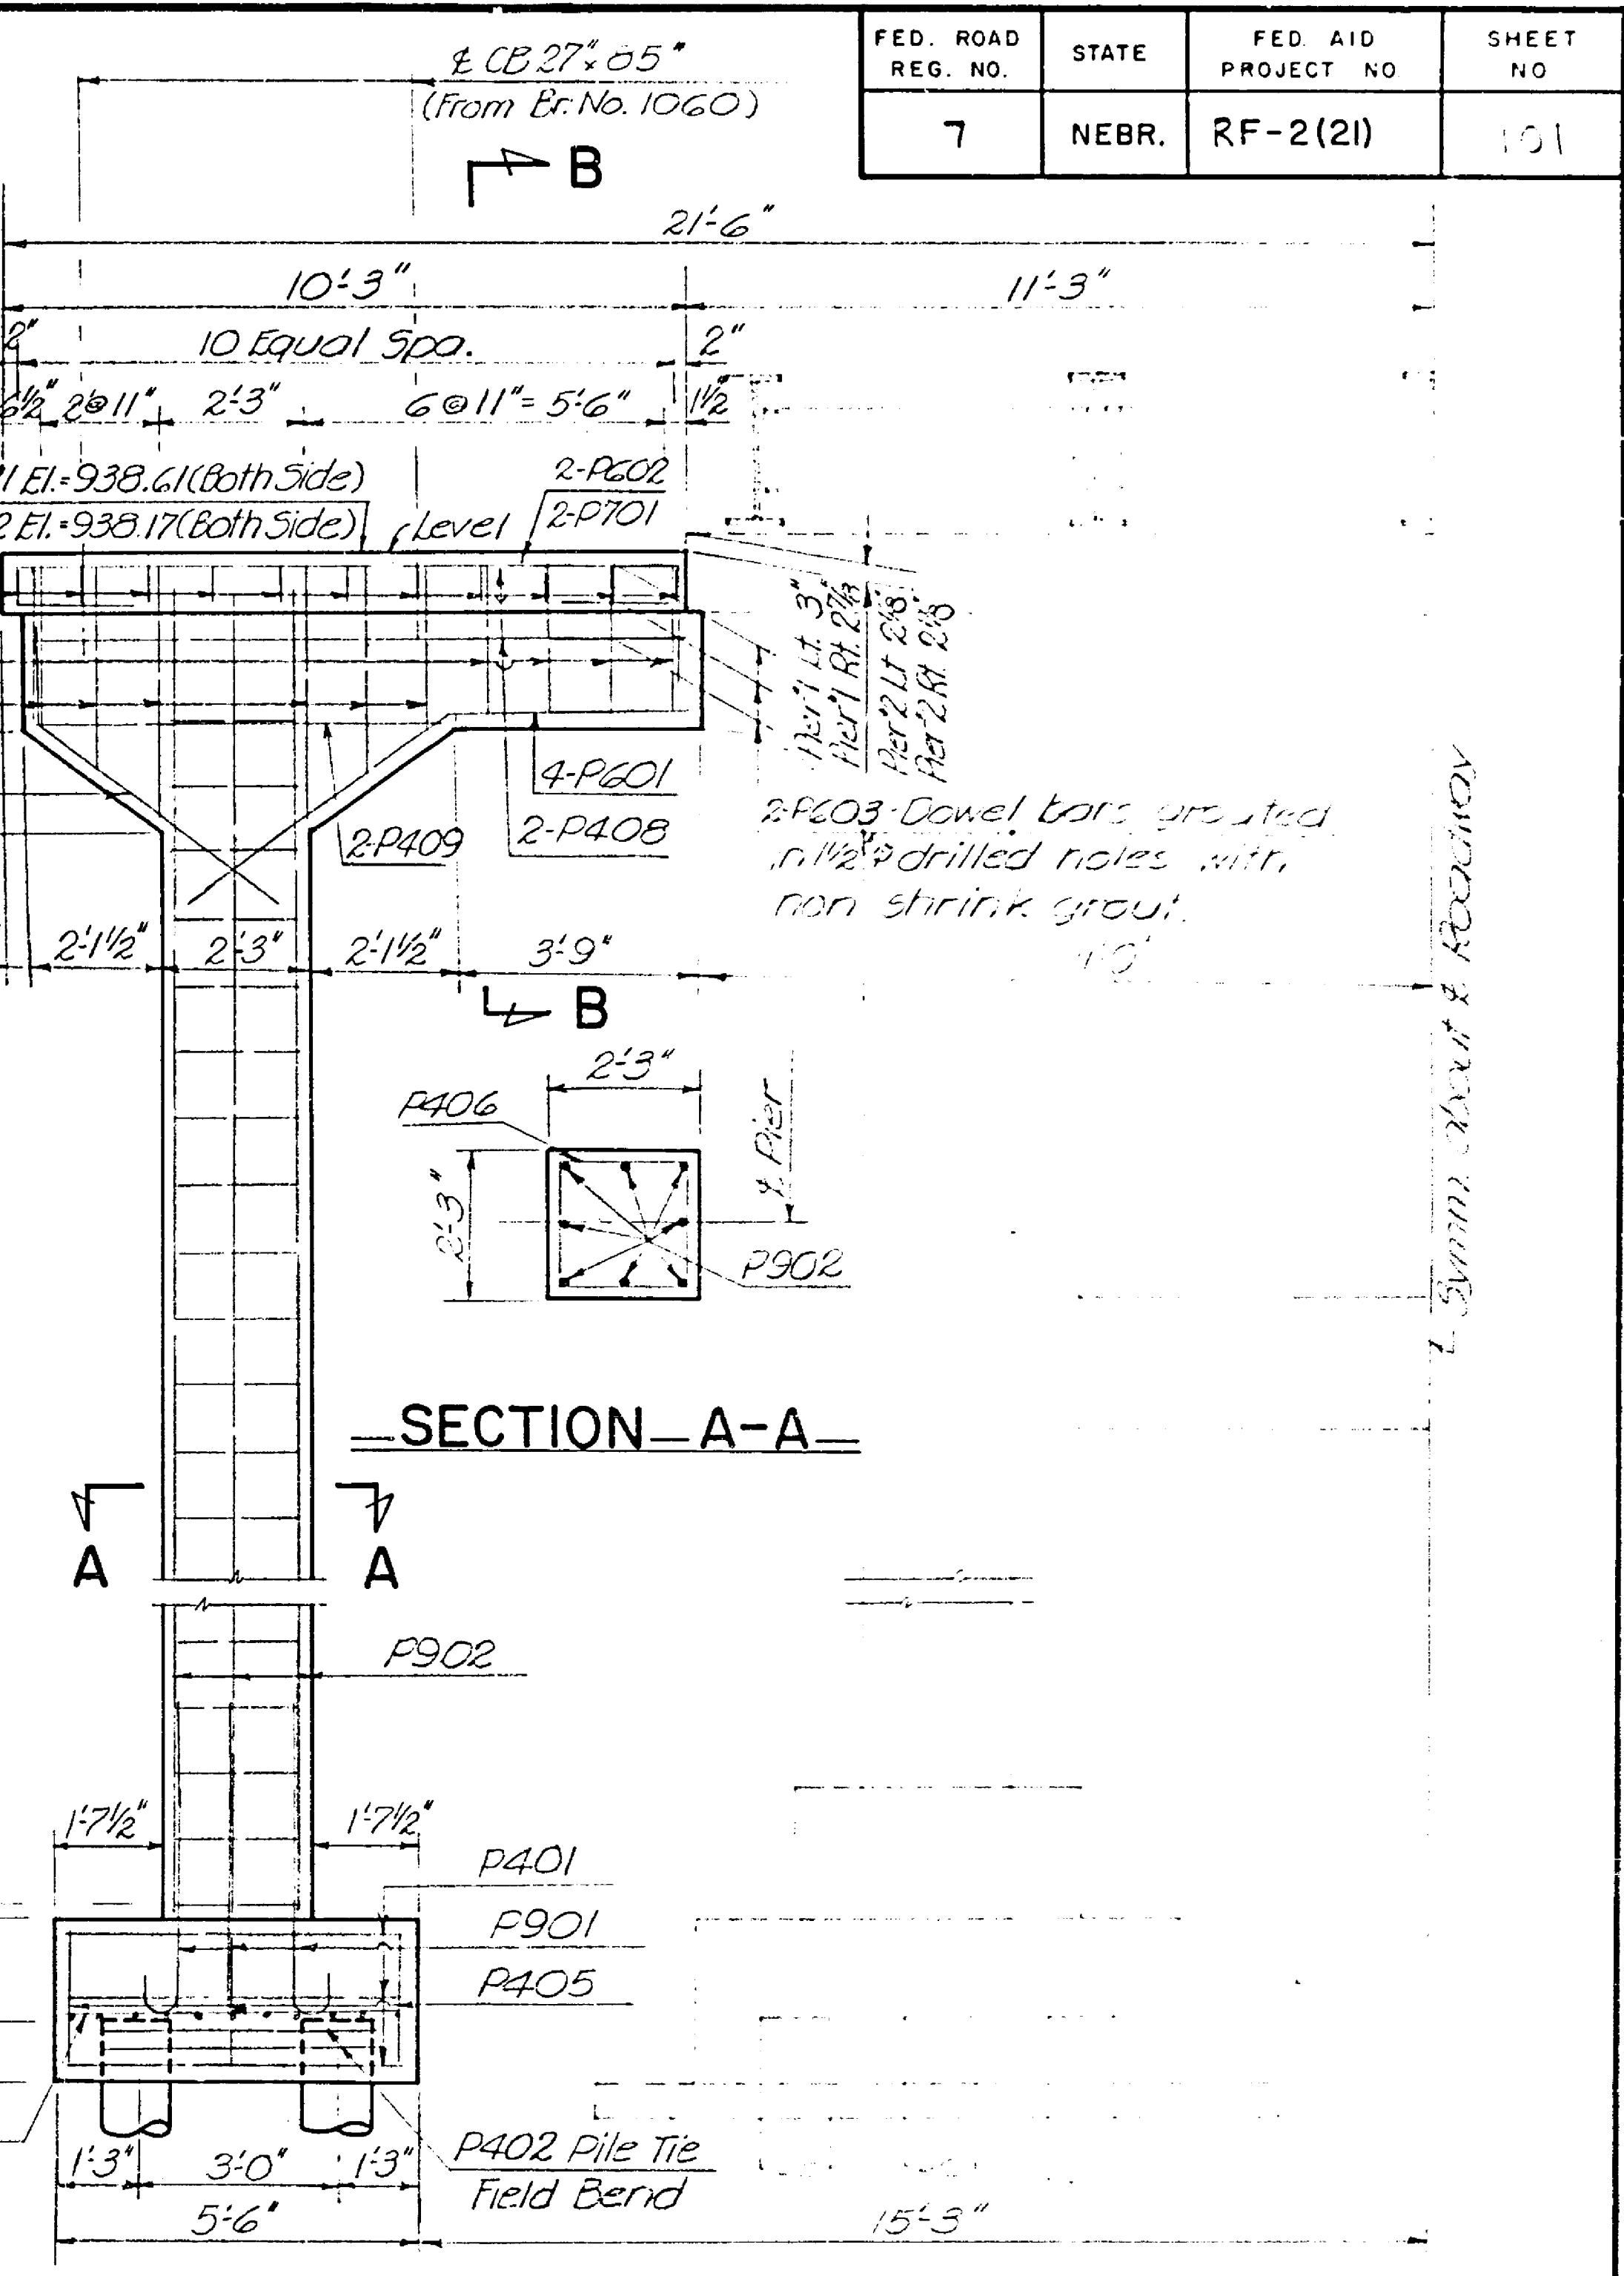 FED. ROAD REG. NO.
STATE
FED. AID PROJECT NO
SHEET NO
7
NEBR.
RF-2(21)
101
℄ CB 27" x 85#
(From Br. No. 1060)
B
21'-6"
10'-3"
11'-3"
2"
10 Equal Spa.
2"
6½"
2@11"
2'-3"
6@11"=5'-6"
1½
1 El.=938.61(Both Side)
2 El.=938.17(Both Side)
Level
2-P602
2-P701
Pier #1 Lt. 3"
Pier #1 Rt.
Pier #2 Lt 2⅛"
Pier #2 Rt. 2⅛"
4-P601
2-P408
2-P409
2-P603-Dowel bars grouted
in 1½"φ drilled holes with
non shrink grout.
2'-1½"
2'-3"
2'-1½"
3'-9"
B
2'-3"
P406
2'-3"
℄ Pier
P902
Symm. about ℄ Roadway
SECTION A-A
A
A
P902
1'-7½"
1'-7½"
P401
P901
P405
P402 Pile Tie
Field Bend
1'-3"
3'-0"
1'-3"
5'-6"
15'-3"